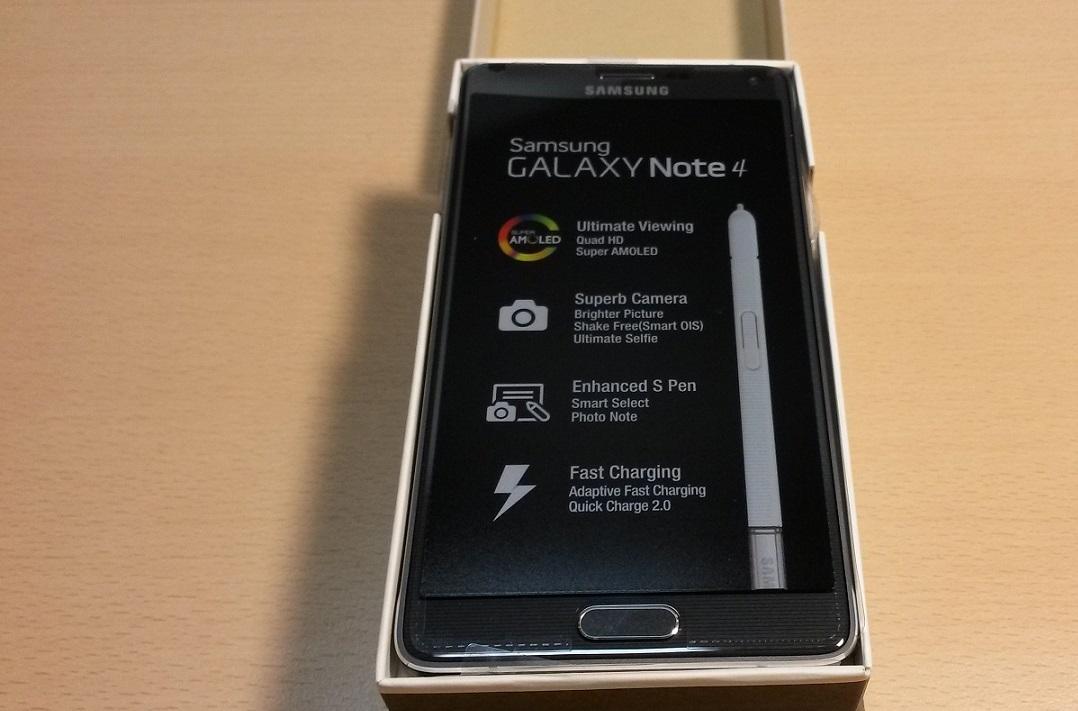 SAMSUNG
Samsung
GALAXY Note 4
SUPER
AMOLED
Ultimate Viewing
Quad HD
Super AMOLED
Superb Camera
Brighter Picture
Shake Free(Smart OIS)
Ultimate Selfie
Enhanced S Pen
Smart Select
Photo Note
Fast Charging
Adaptive Fast Charging
Quick Charge 2.0
SAM